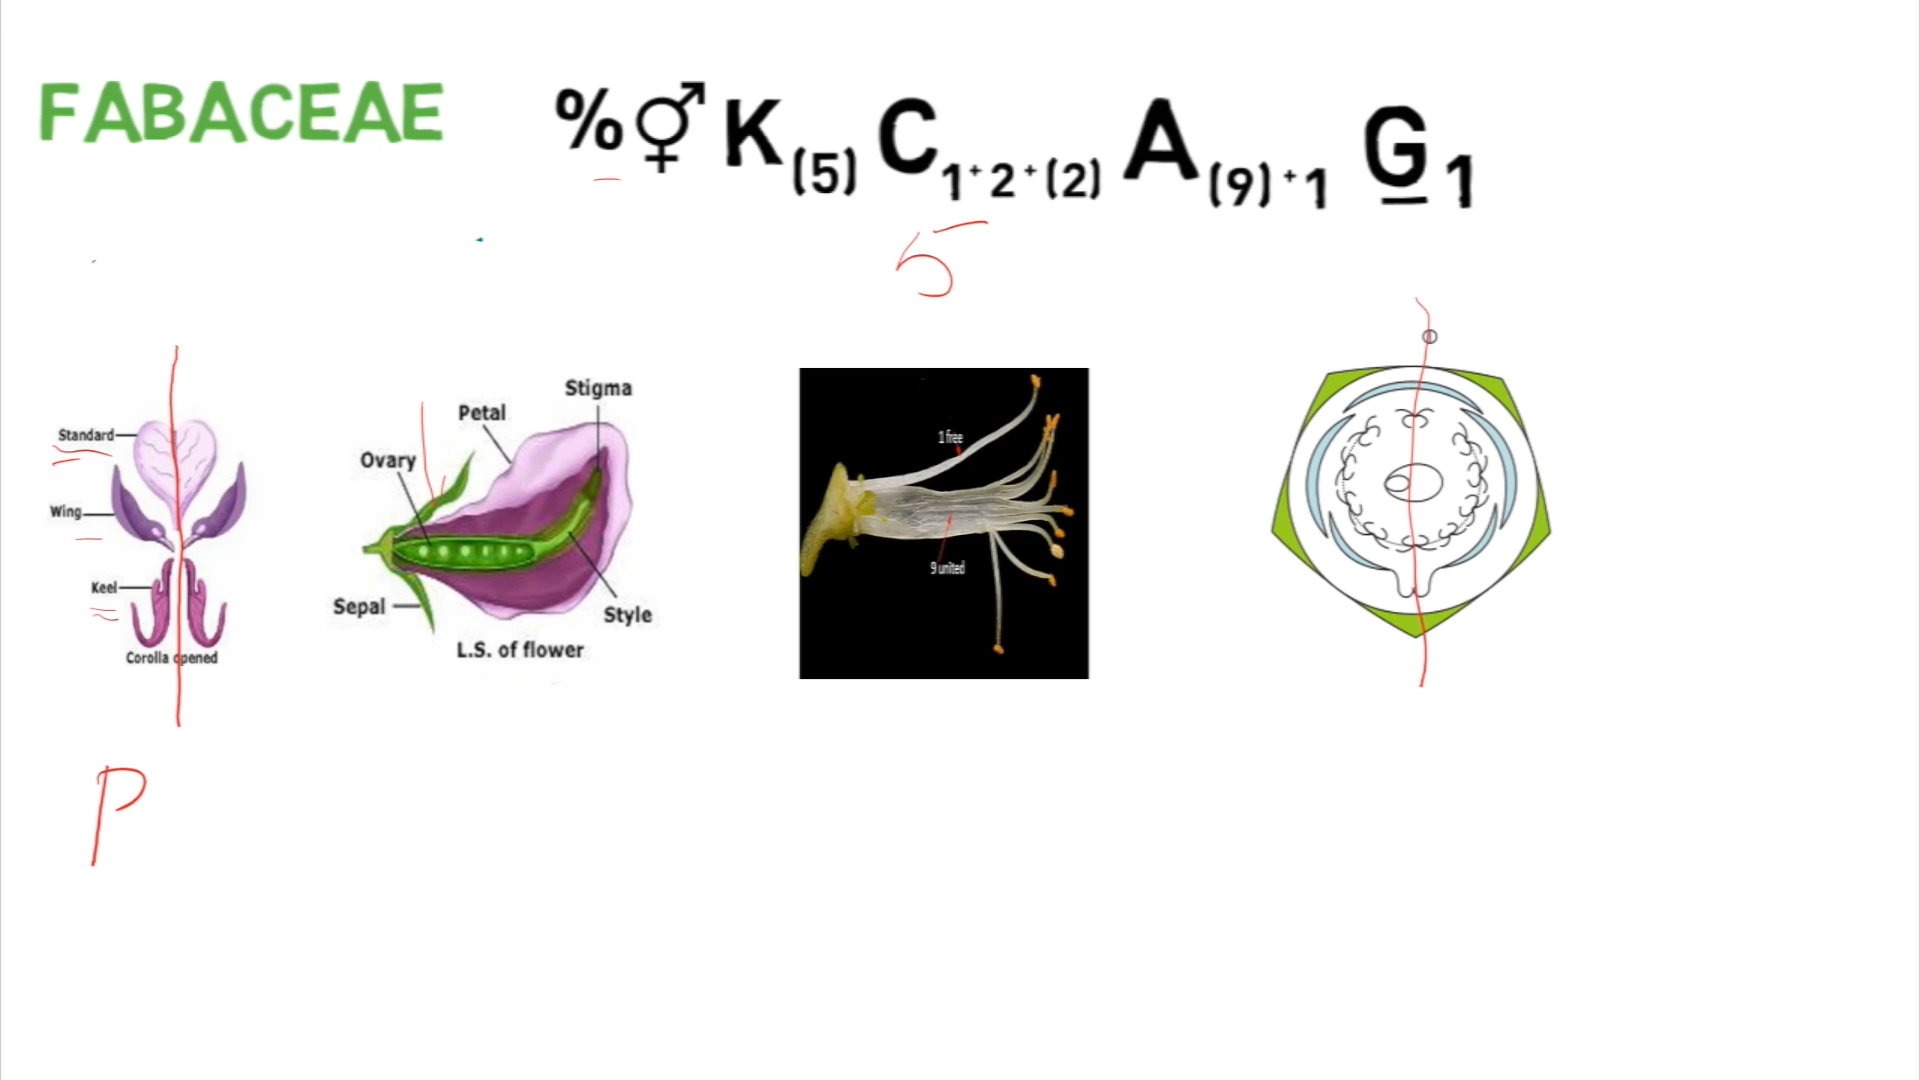 FABACEAE
%⚥K(5) C1+2+(2) A(9)+1 G1
5
Standard
Wing
Keel
Corolla opened
Stigma
Petal
Ovary
Sepal
Style
L.S. of flower
1 free
9 united
P